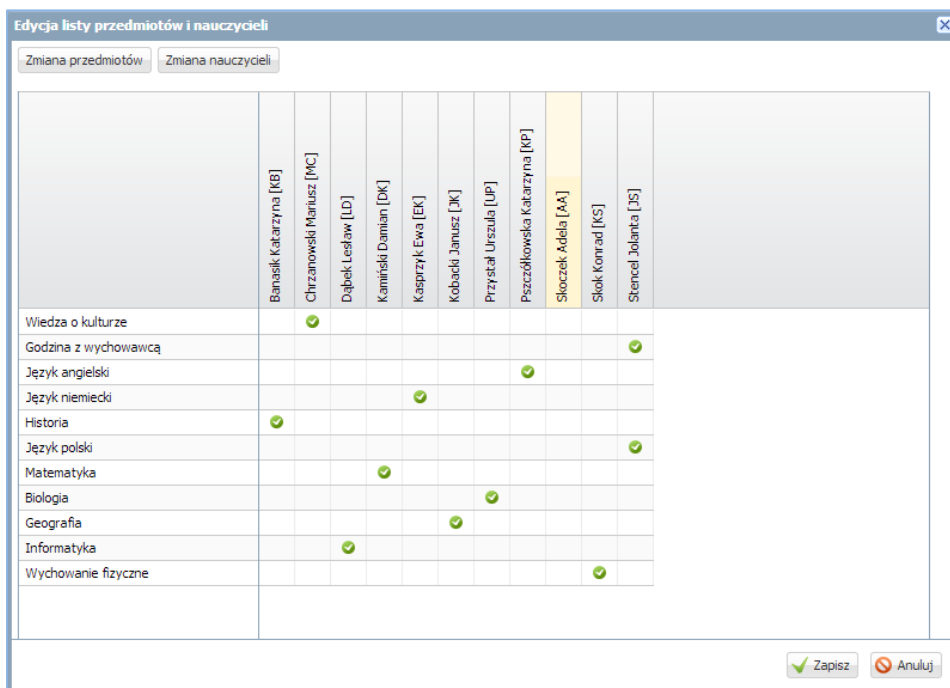 Edycja listy przedmiotów i nauczycieli
Zmiana przedmiotów Zmiana nauczycieli
Banasik Katarzyna [KB]
Chrzanowski Mariusz [MC]
Dąbek Lesław [LD]
Kamiński Damian [DK]
Kasprzyk Ewa [EK]
Kobacki Janusz [JK]
Przystał Urszula [UP]
Pszczółkowska Katarzyna [KP]
Skoczek Adela [AA]
Skok Konrad [KS]
Stencel Jolanta [JS]
Wiedza o kulturze
Godzina z wychowawcą
Język angielski
Język niemiecki
Historia
Język polski
Matematyka
Biologia
Geografia
Informatyka
Wychowanie fizyczne
Zapisz Anuluj